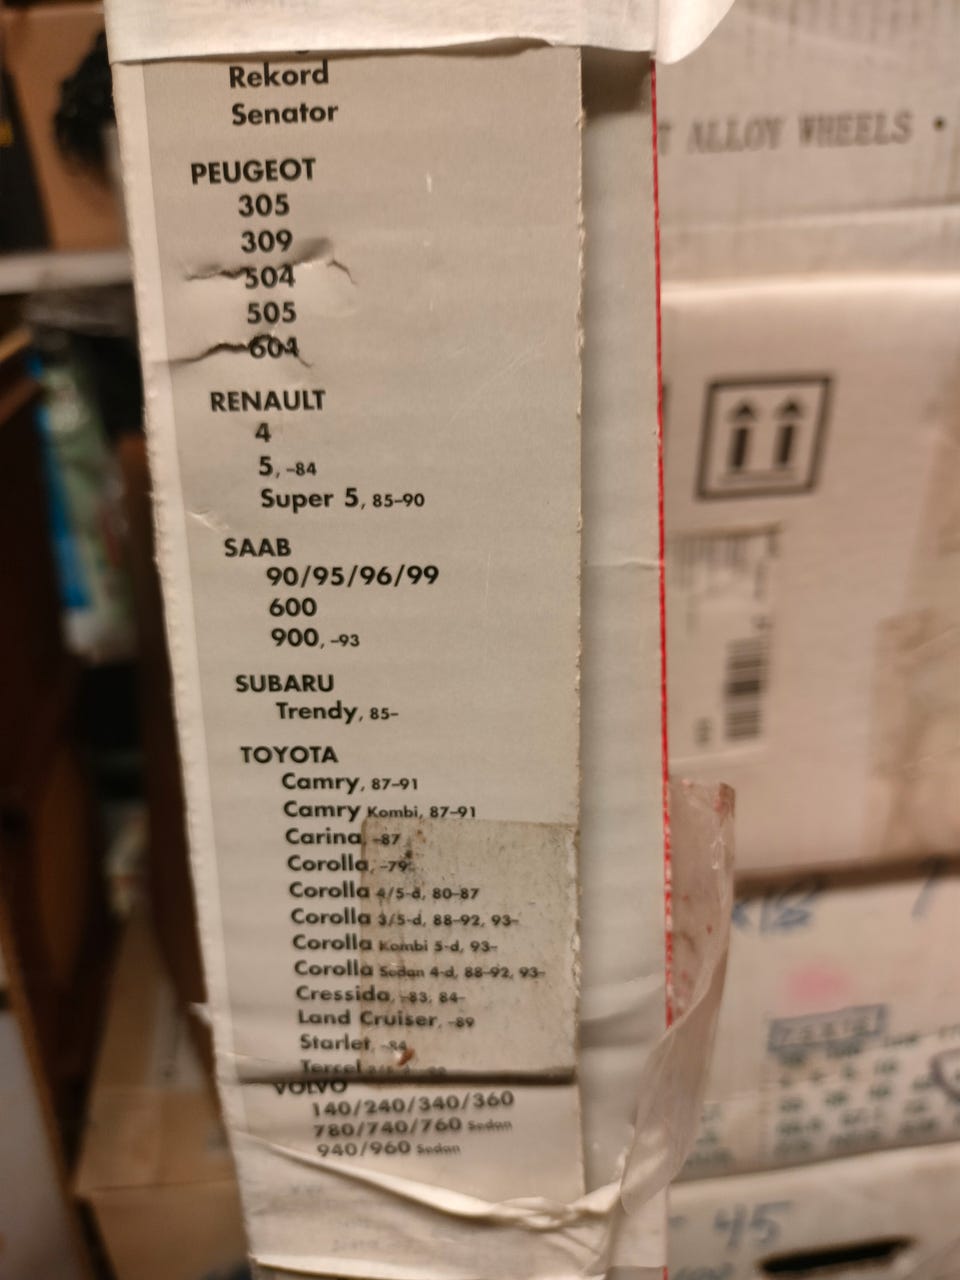 Rekord
Senator
PEUGEOT
305
309
504
505
604
RENAULT
4
5, -84
Super 5, 85-90
SAAB
90/95/96/99
600
900, -93
SUBARU
Trendy, 85-
TOYOTA
Camry, 87-91
Camry Kombi, 87-91
Carina, -87
Corolla, -79
Corolla 4/5-d, 80-87
Corolla 3/5-d, 88-92, 93-
Corolla Kombi 5-d, 93-
Corolla Sedan 4-d, 88-92, 93-
Cressida, -83, 84-
Land Cruiser, -89
Starlet, -84
Tercel
VOLVO
140/240/340/360
780/740/760 Sedan
940/960 Sedan
ALLOY WHEELS •
45